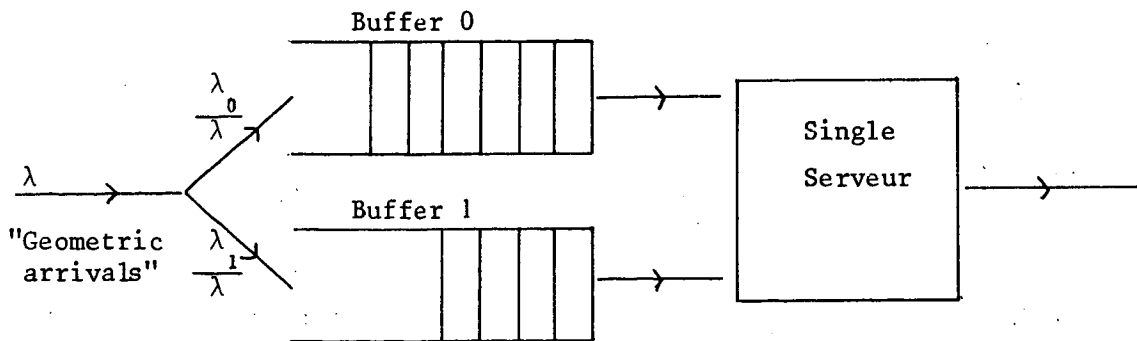 Buffer 0
λ₀
λ
λ
"Geometric
arrivals"
λ₁
λ
Buffer 1
Single
Serveur